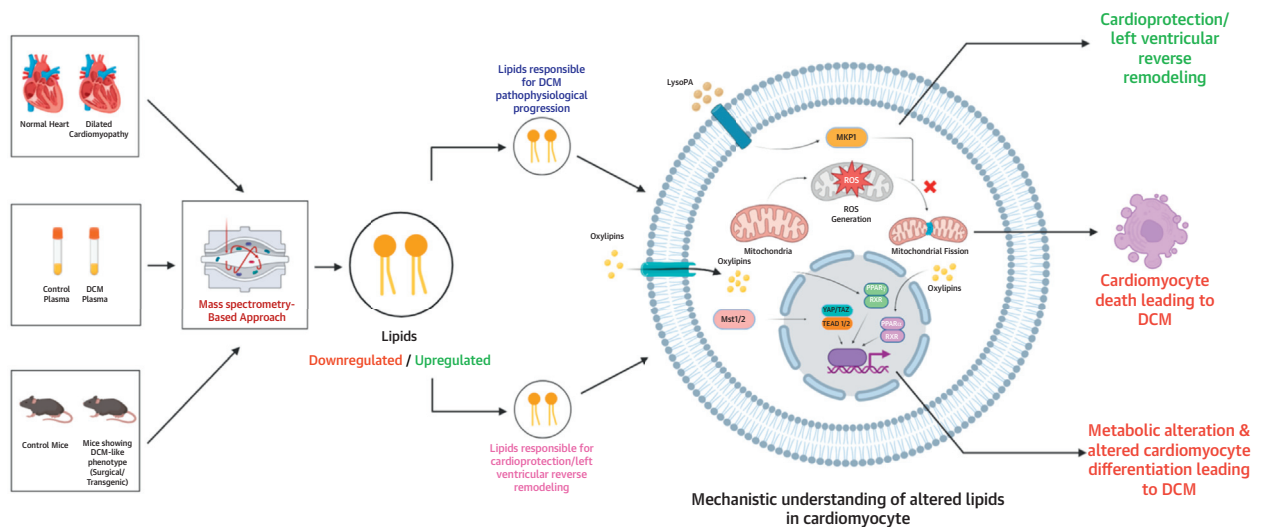 Normal Heart
Dilated
Cardiomyopathy
Control
Plasma
DCM
Plasma
Control Mice
Mice showing
DCM-like
phenotype
(Surgical/
Transgenic)
Mass spectrometry-
Based Approach
Lipids
Downregulated / Upregulated
Lipids responsible
for DCM
pathophysiological
progression
Lipids responsible for
cardioprotection/left
ventricular reverse
remodeling
LysoPA
MKP1
ROS
ROS
Generation
Mitochondria
Mitochondrial Fission
Oxylipins
Oxylipins
Oxylipins
Mst1/2
YAP/TAZ
TEAD 1/2
PPARγ
RXR
PPARα
RXR
Mechanistic understanding of altered lipids
in cardiomyocyte
Cardioprotection/
left ventricular
reverse
remodeling
Cardiomyocyte
death leading to
DCM
Metabolic alteration &
altered cardiomyocyte
differentiation leading
to DCM